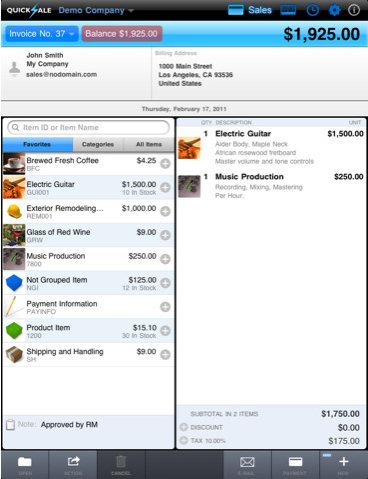 QUICKSALE
Demo Company
Sales
Invoice No. 37
Balance $1,925.00
$1,925.00
John Smith
My Company
sales@nodomain.com
Billing Address
1000 Main Street
Los Angeles, CA 93536
United States
Thursday, February 17, 2011
Item ID or Item Name
Favorites Categories All Items
Brewed Fresh Coffee $4.25
BFC
Electric Guitar $1,500.00
GUI001 10 In Stock
Exterior Remodeling... $1,000.00
REM001
Glass of Red Wine $9.00
GRW
Music Production $250.00
7800
Not Grouped Item $125.00
NGI 12 In Stock
Payment Information
PAYINFO
Product Item $15.10
1200 30 In Stock
Shipping and Handling $9.00
SH
Note: Approved by RM
QTY DESCRIPTION UNIT
1 Electric Guitar $1,500.00
Alder Body, Maple Neck
African rosewood fretboard
Master volume and tone controls
1 Music Production $250.00
Recording, Mixing, Mastering
Per Hour.
SUBTOTAL IN 2 ITEMS $1,750.00
DISCOUNT $0.00
TAX 10.00% $175.00
OPEN ACTION CANCEL E-MAIL PAYMENT NEW